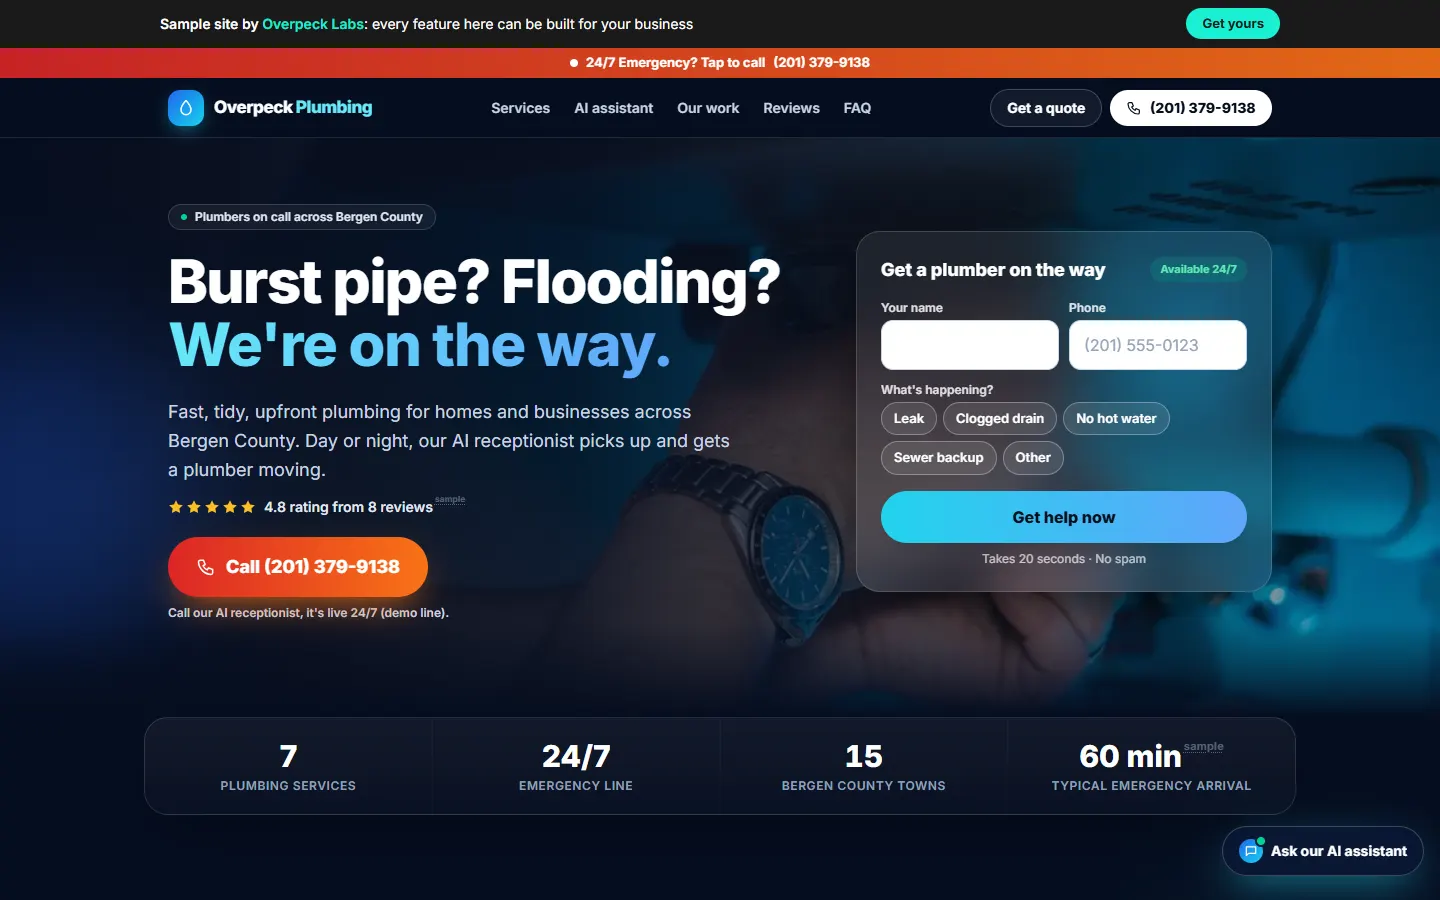 Sample site by Overpeck Labs: every feature here can be built for your business
Get yours
24/7 Emergency? Tap to call (201) 379-9138
Overpeck Plumbing
Services
AI assistant
Our work
Reviews
FAQ
Get a quote
(201) 379-9138
Plumbers on call across Bergen County
Burst pipe? Flooding?
We're on the way.
Fast, tidy, upfront plumbing for homes and businesses across
Bergen County. Day or night, our AI receptionist picks up and gets
a plumber moving.
4.8 rating from 8 reviews sample
Call (201) 379-9138
Call our AI receptionist, it's live 24/7 (demo line).
Get a plumber on the way
Available 24/7
Your name
Phone
(201) 555-0123
What's happening?
Leak
Clogged drain
No hot water
Sewer backup
Other
Get help now
Takes 20 seconds · No spam
7
PLUMBING SERVICES
24/7
EMERGENCY LINE
15
BERGEN COUNTY TOWNS
60 min sample
TYPICAL EMERGENCY ARRIVAL
Ask our AI assistant